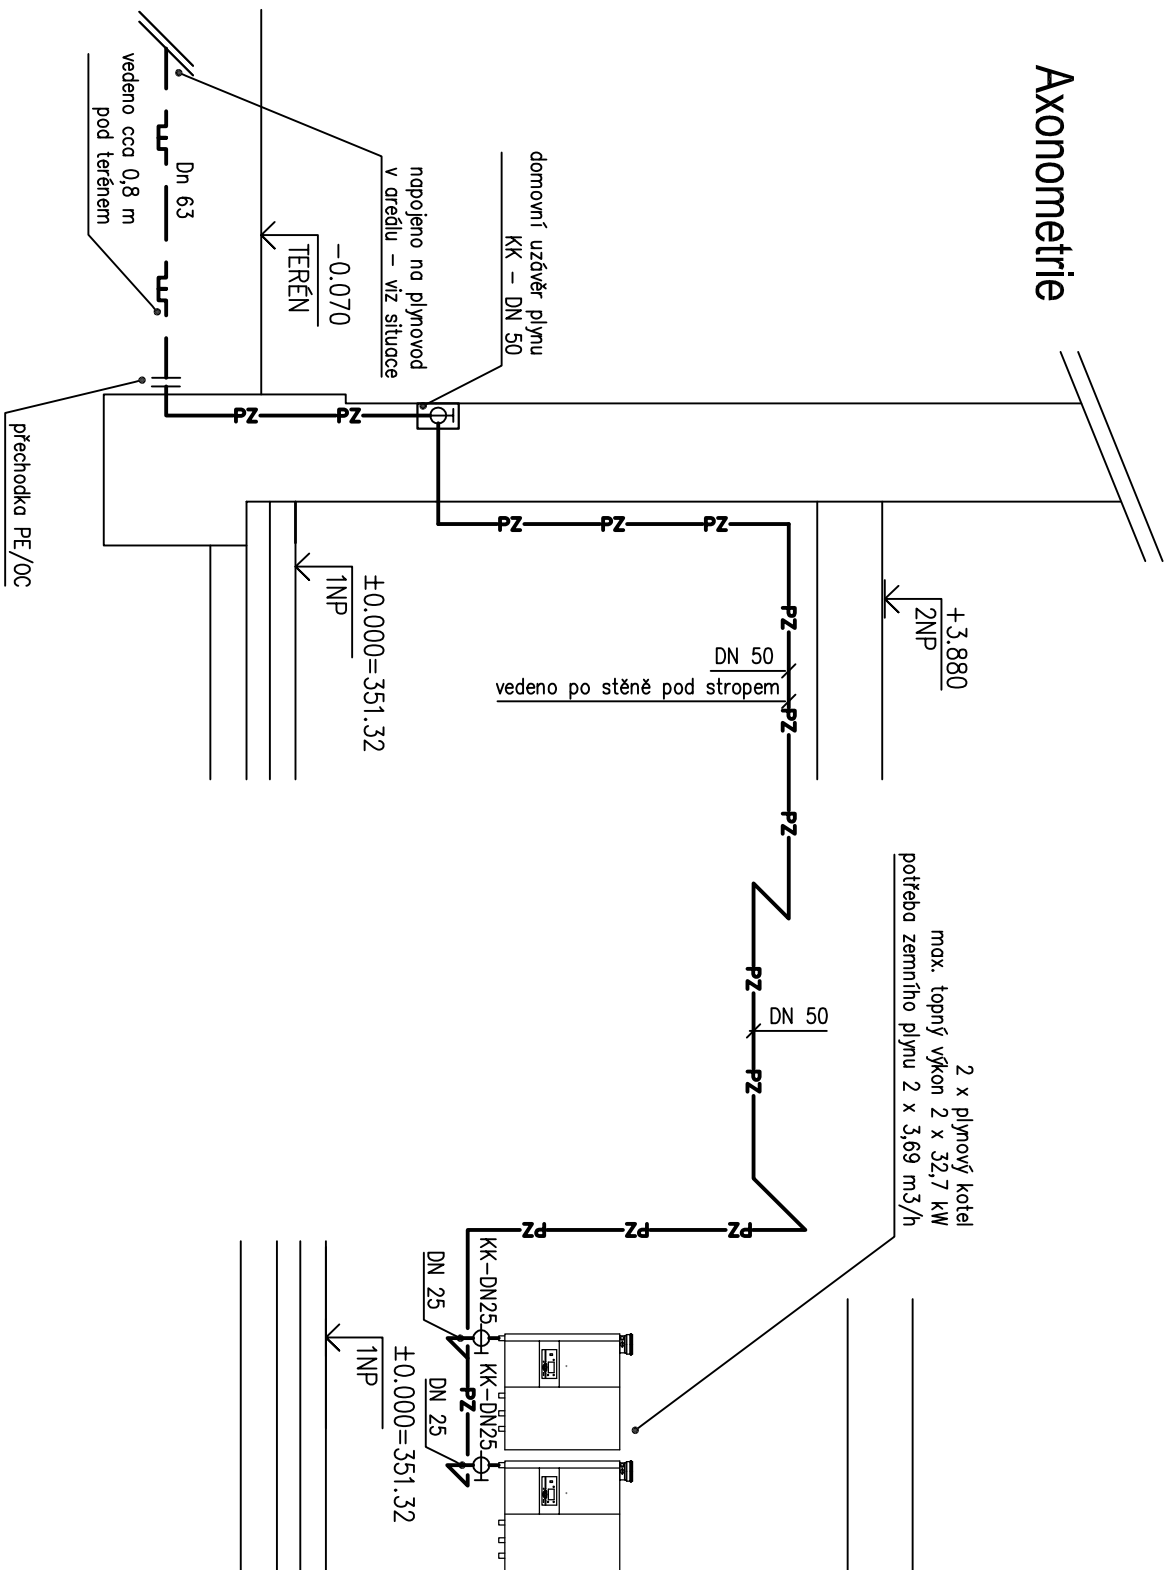 Axonometrie
domovní uzávěr plynu
KK - DN 50
napojeno na plynovod
v areálu - viz situace
-0.070
TERÉN
Dn 63
vedeno cca 0,8 m
pod terénem
přechodka PE/OC
PZ
PZ
PZ
PZ
PZ
PZ
PZ
PZ
+3.880
2NP
DN 50
vedeno po stěně pod stropem
±0.000=351.32
1NP
2 x plynový kotel
max. topný výkon 2 x 32,7 kW
potřeba zemního plynu 2 x 3,69 m3/h
PZ
DN 50
PZ
PZ
PZ
PZ
KK-DN25
DN 25
PZ
KK-DN25
DN 25
±0.000=351.32
1NP